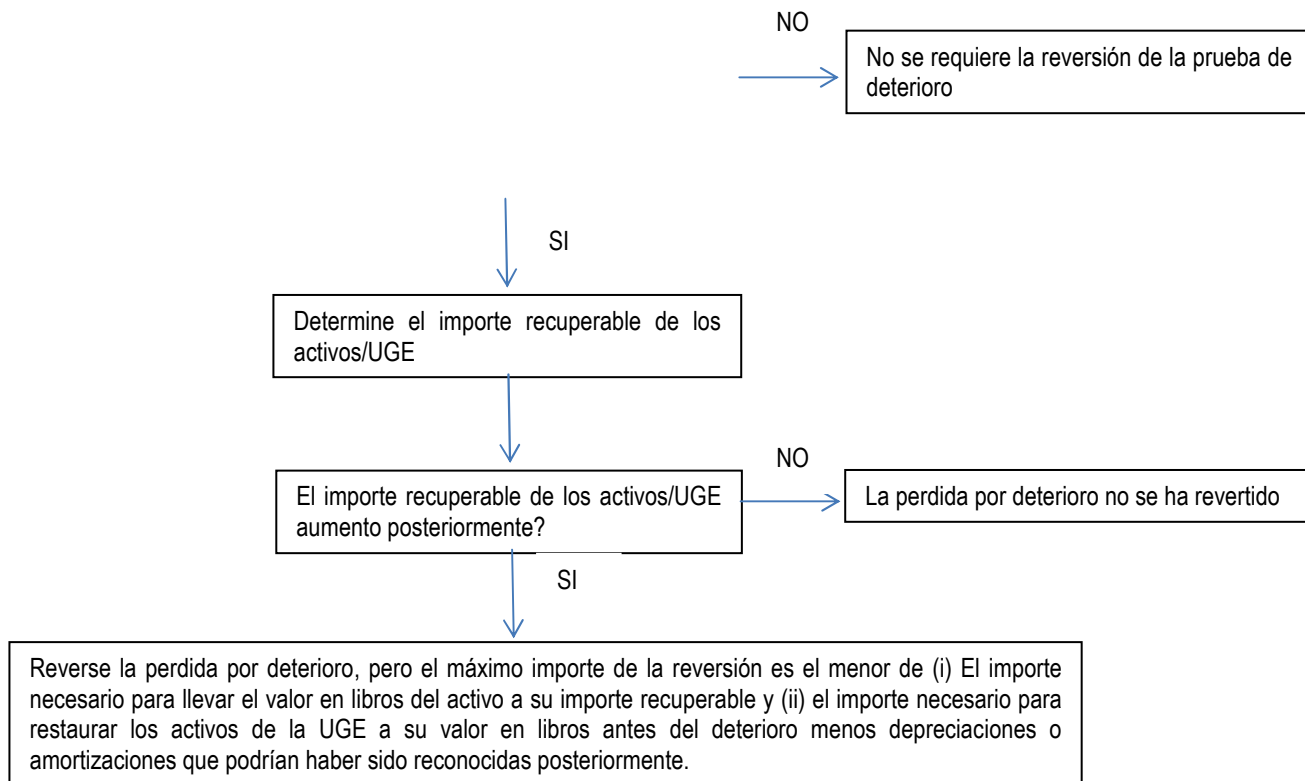 NO
No se requiere la reversión de la prueba de
deterioro
SI
Determine el importe recuperable de los
activos/UGE
NO
El importe recuperable de los activos/UGE
aumento posteriormente?
La perdida por deterioro no se ha revertido
SI
Reverse la perdida por deterioro, pero el máximo importe de la reversión es el menor de (i) El importe
necesario para llevar el valor en libros del activo a su importe recuperable y (ii) el importe necesario para
restaurar los activos de la UGE a su valor en libros antes del deterioro menos depreciaciones o
amortizaciones que podrían haber sido reconocidas posteriormente.